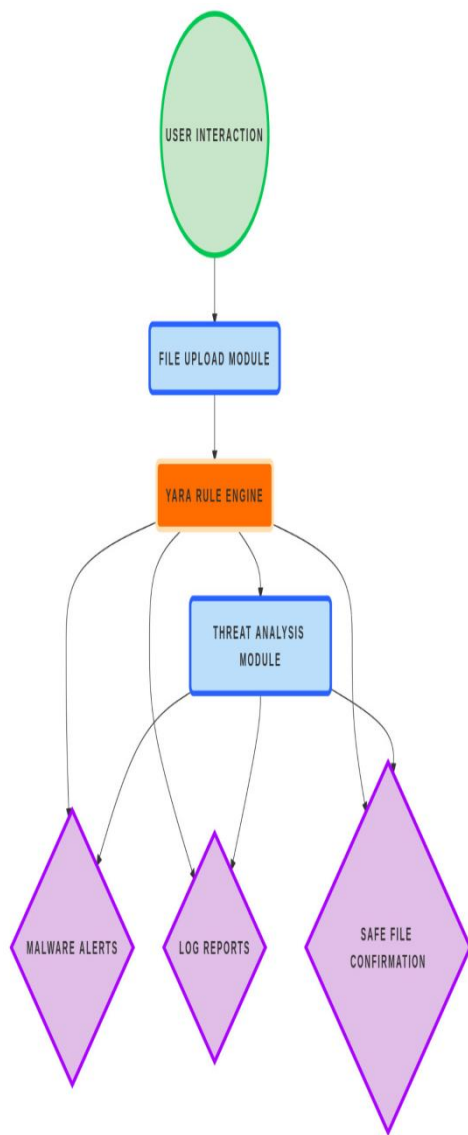 USER INTERACTION
FILE UPLOAD MODULE
YARA RULE ENGINE
THREAT ANALYSIS
MODULE
MALWARE ALERTS
LOG REPORTS
SAFE FILE
CONFIRMATION